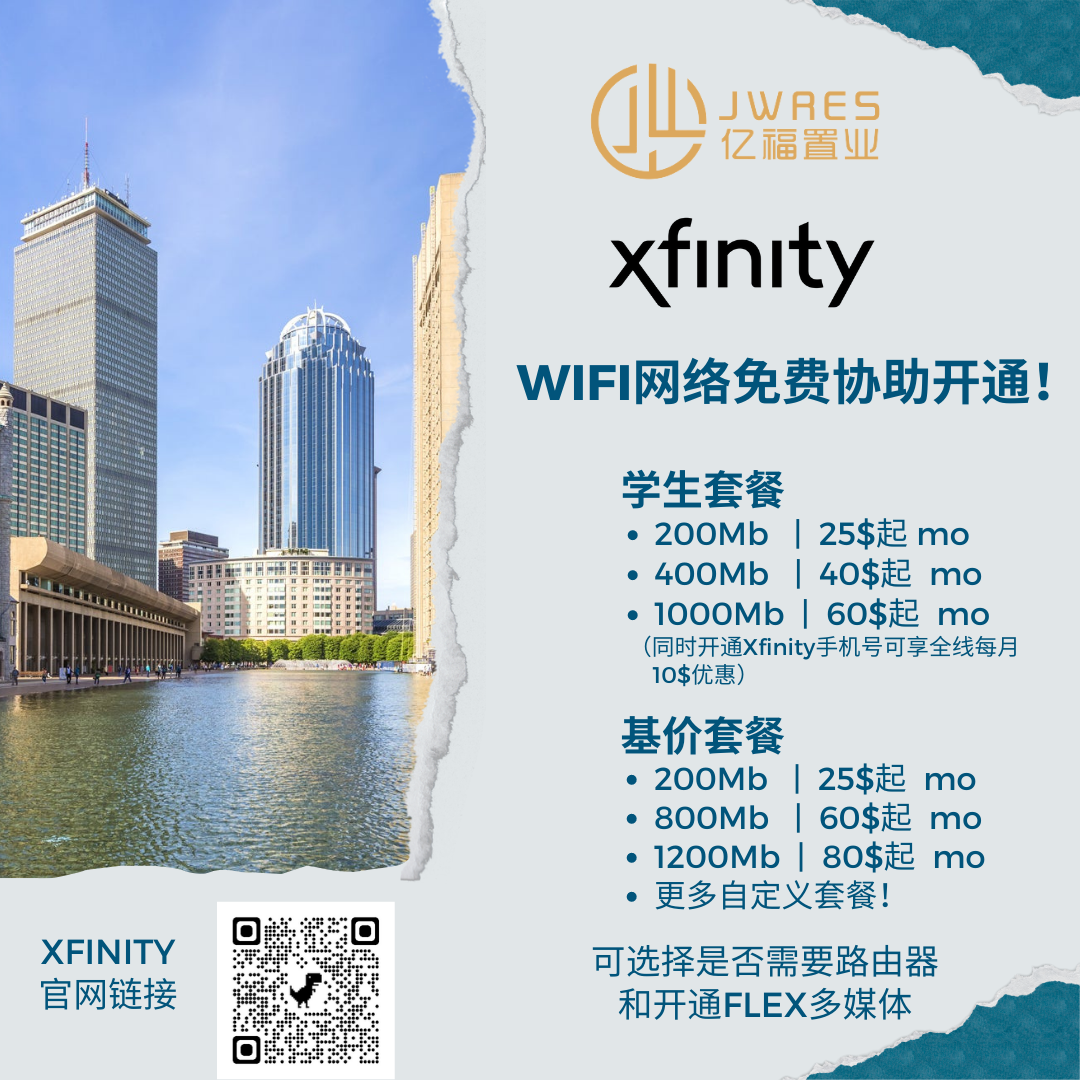 JWRES
亿福置业
xfinity
WIFI网络免费协助开通！
学生套餐
• 200Mb | 25$起 mo
• 400Mb | 40$起 mo
• 1000Mb | 60$起 mo
（同时开通Xfinity手机号可享全线每月
10$优惠）
基价套餐
• 200Mb | 25$起 mo
• 800Mb | 60$起 mo
• 1200Mb | 80$起 mo
• 更多自定义套餐！
XFINITY
官网链接
可选择是否需要路由器
和开通FLEX多媒体